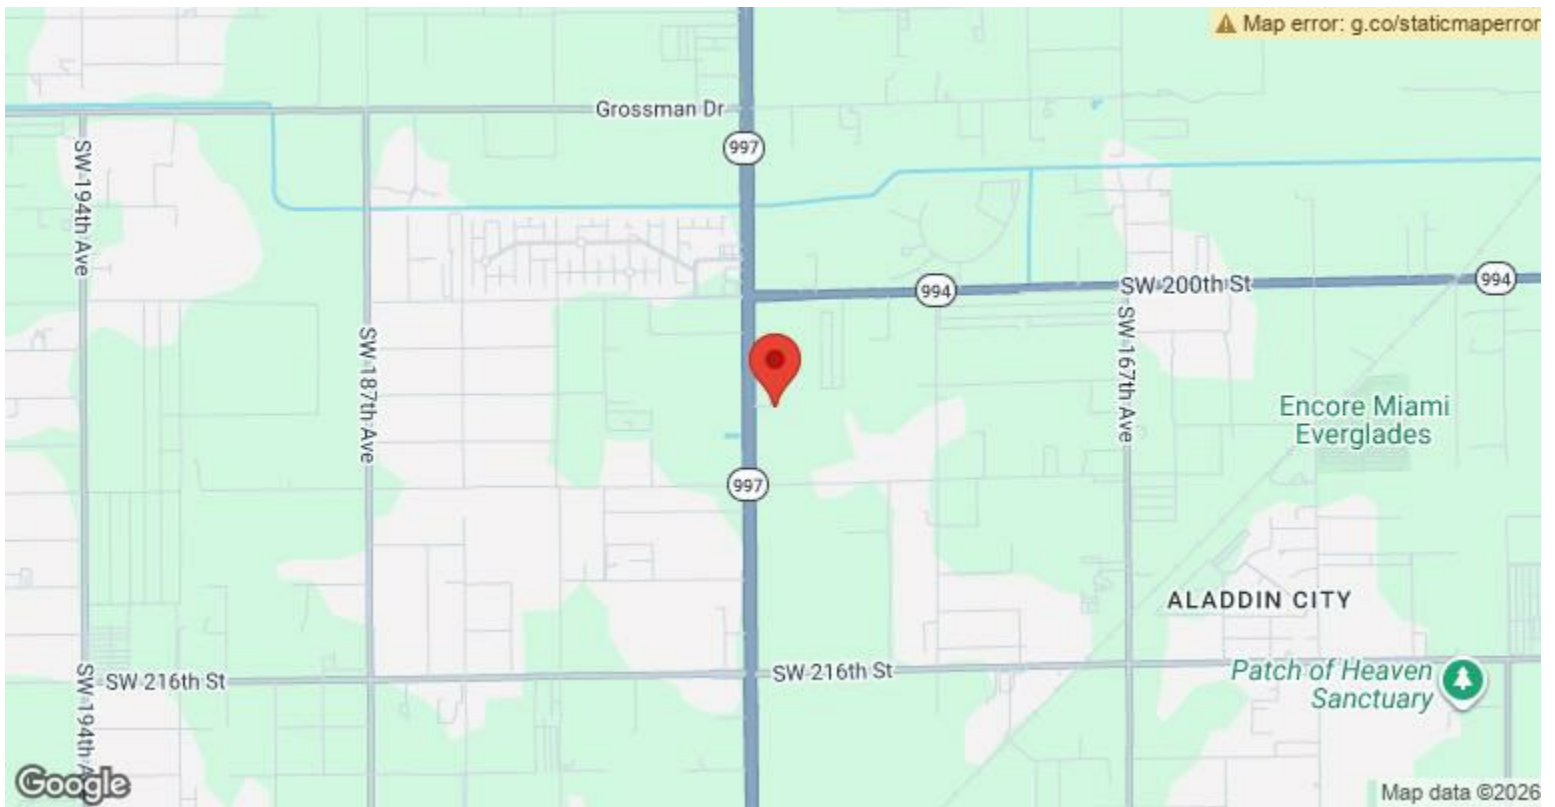 Map error: g.co/staticmaperror
Grossman Dr
997
SW 194th Ave
994
SW 200th St
994
SW 187th Ave
SW 167th Ave
Encore Miami
Everglades
997
ALADDIN CITY
SW 216th St
SW 216th St
Patch of Heaven
Sanctuary
SW 194th A
Google
Map data ©2026